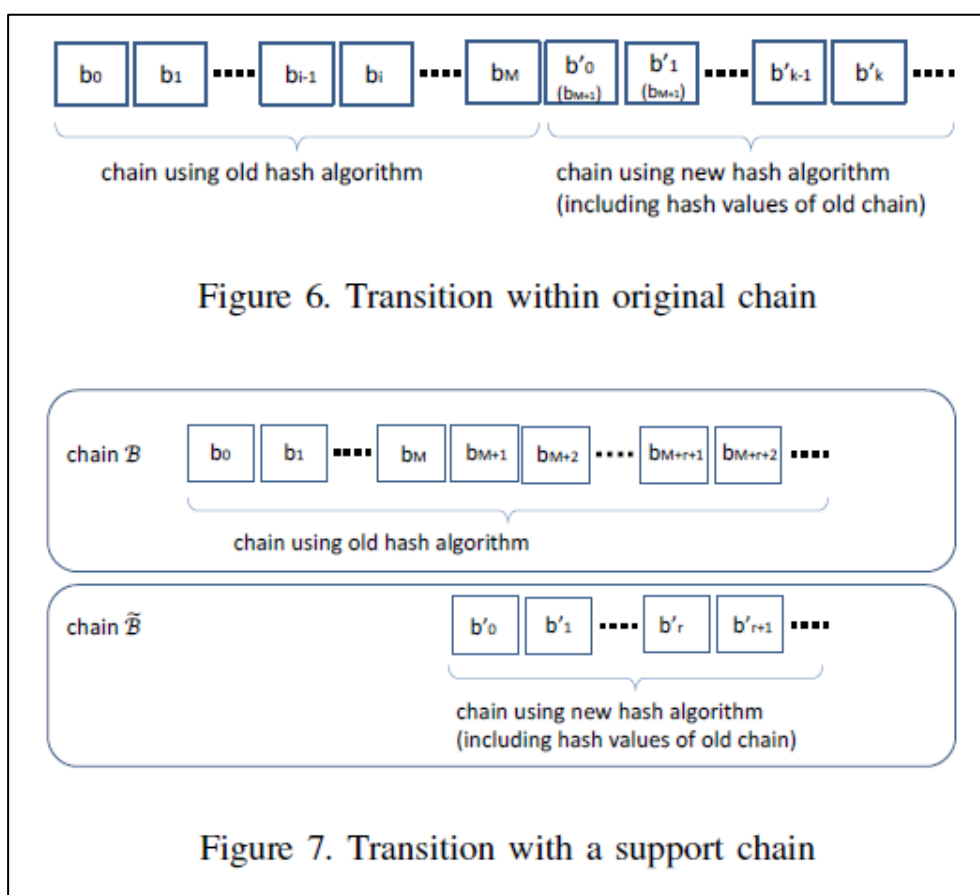 b0 b1 bi-1 bi bM b'0 (bM+1) b'1 (bM+1) b'k-1 b'k
chain using old hash algorithm
chain using new hash algorithm
(including hash values of old chain)
Figure 6. Transition within original chain
chain ℬ b0 b1 bM bM+1 bM+2 bM+r+1 bM+r+2
chain using old hash algorithm
chain ℬ̃ b'0 b'1 b'r b'r+1
chain using new hash algorithm
(including hash values of old chain)
Figure 7. Transition with a support chain